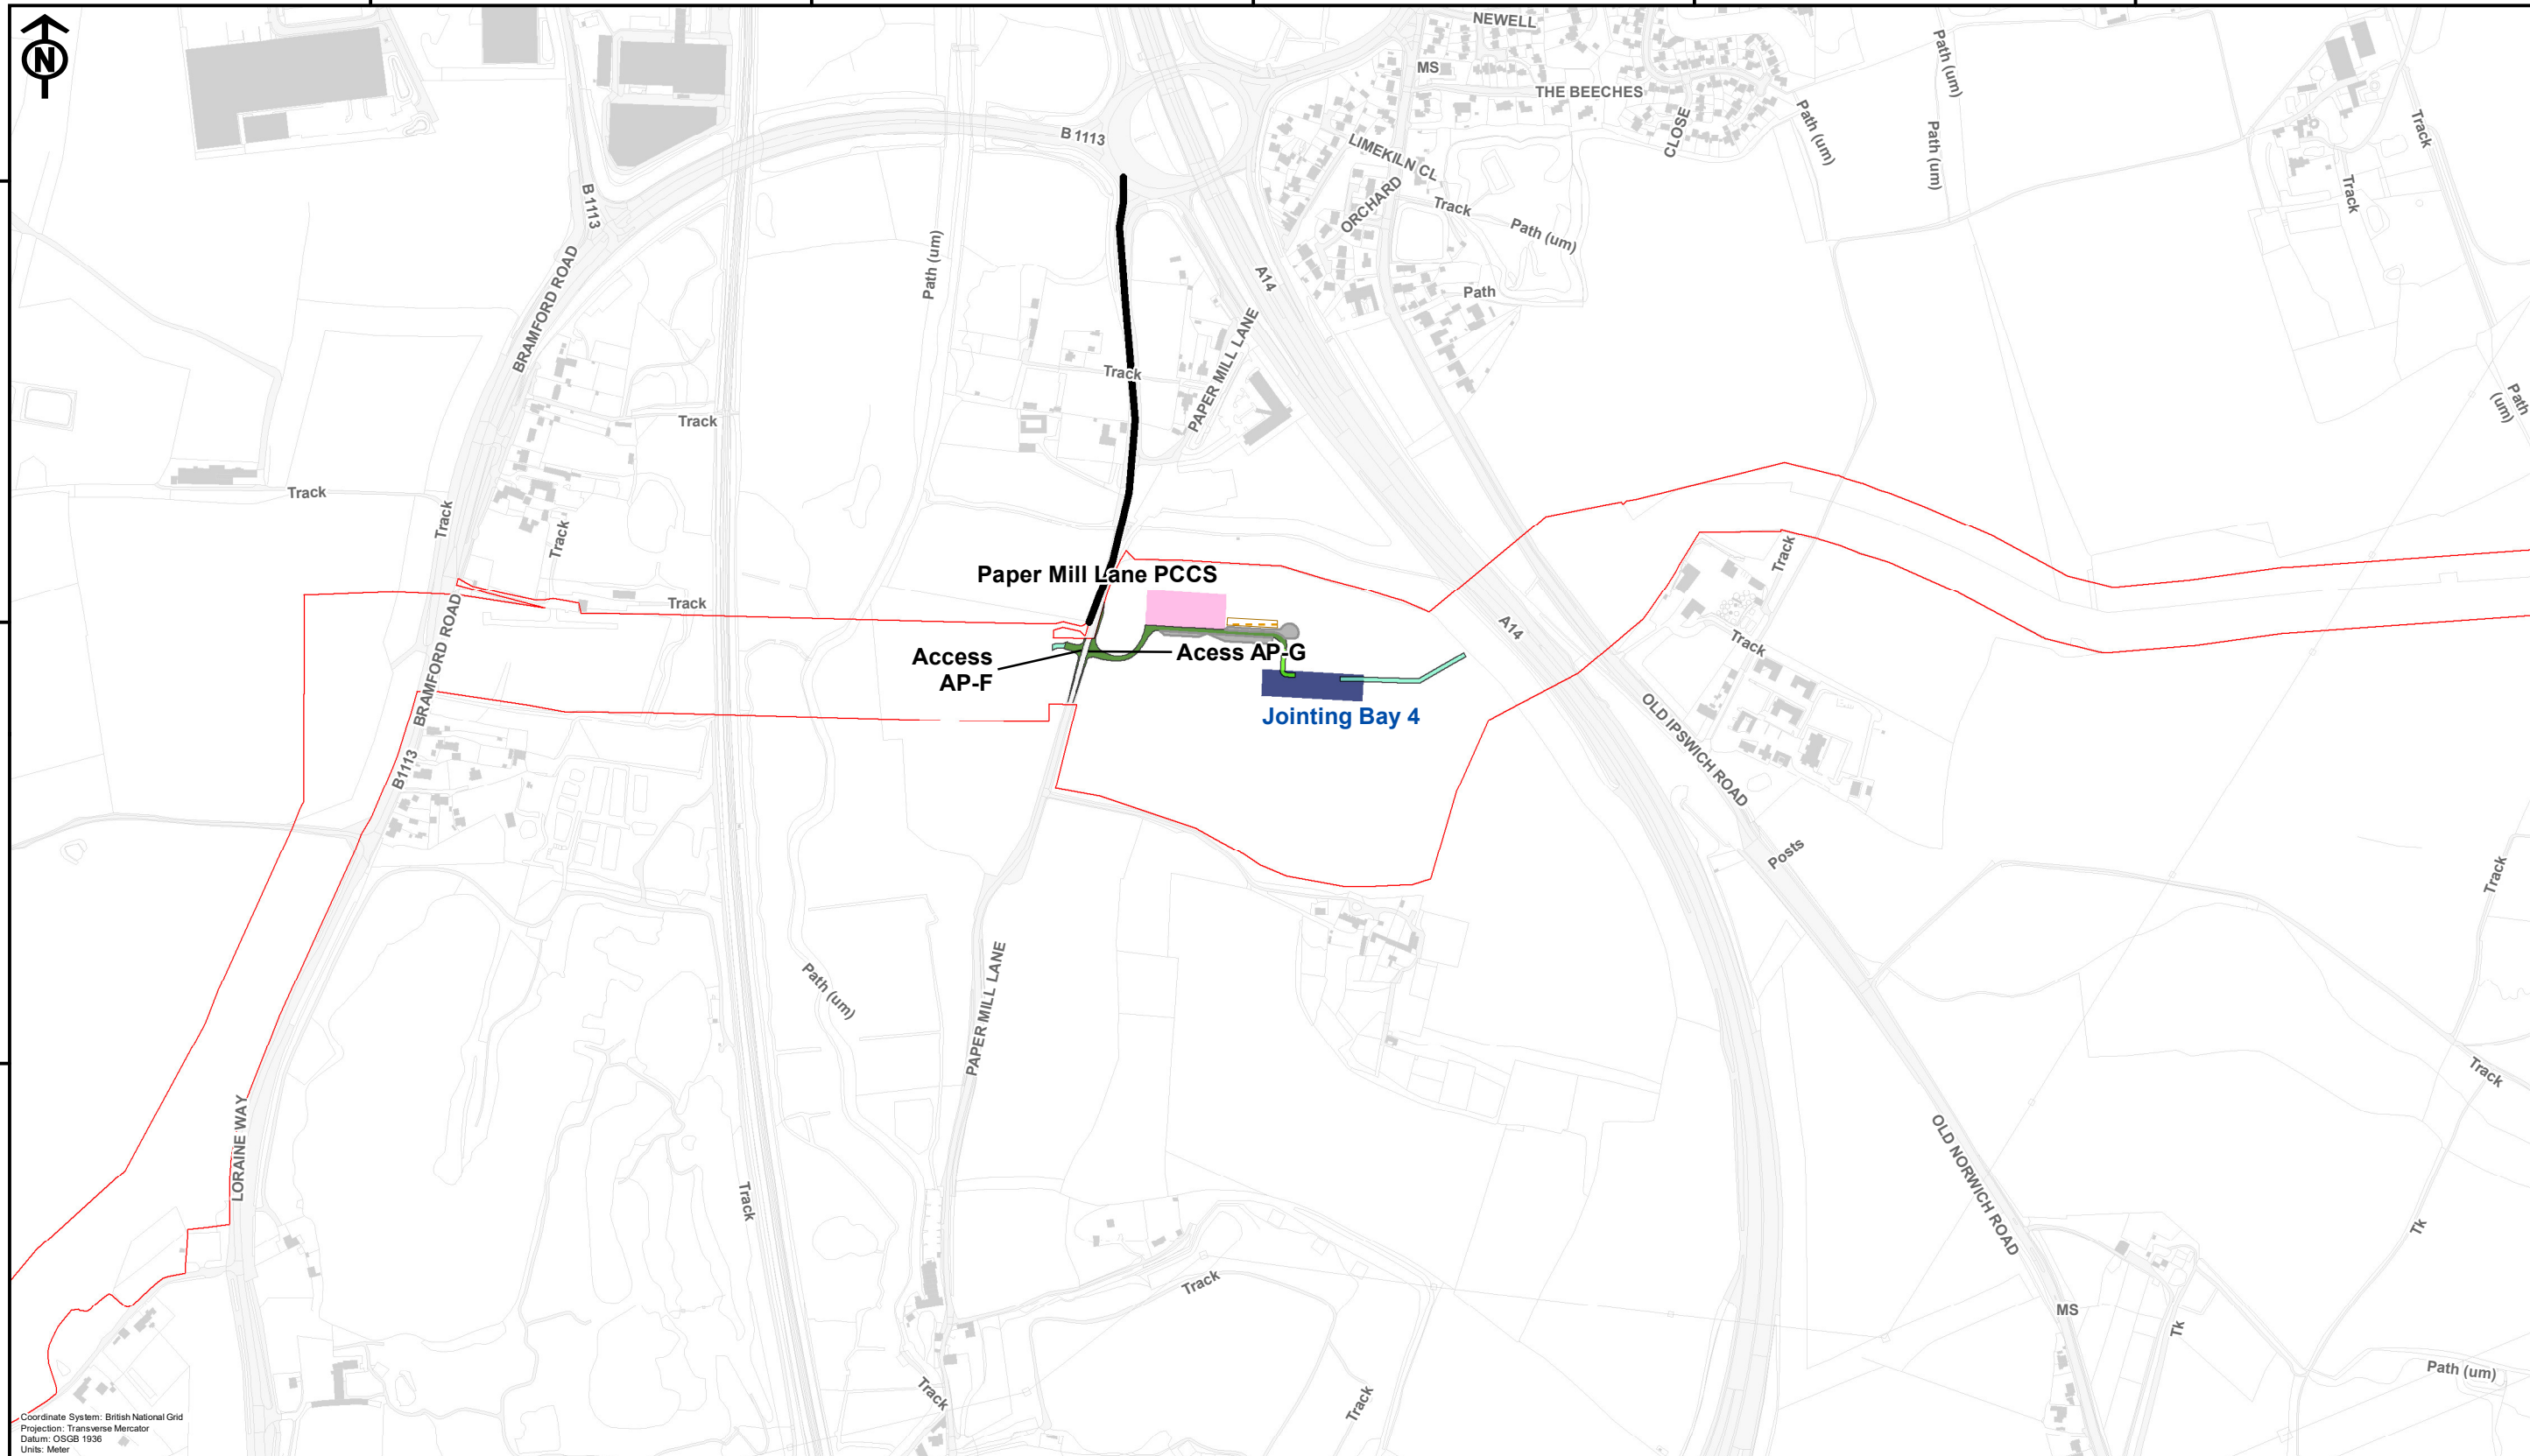 N
NEWELL
MS
THE BEECHES
CLOSE
Path (um)
Path (um)
Path (um)
Track
Track
B 1113
B 1113
LIMEKILN CL
ORCHARD
Track
Path (um)
Path
A14
BRAMFORD ROAD
Path (um)
Track
PAPER MILL LANE
Track
Path
(um)
Track
Track
Track
Paper Mill Lane PCCS
Track
Track
A14
Track
BRAMFORD ROAD
Access
AP-F
Acess AP-G
Jointing Bay 4
OLD IPSWICH ROAD
B1113
Posts
Track
Path (um)
PAPER MILL LANE
Track
LORAINE WAY
Track
OLD NORWICH ROAD
Tk
Track
MS
Tk
Path (um)
Track
Track
Coordinate System: British National Grid
Projection: Transverse Mercator
Datum: OSGB 1936
Units: Meter